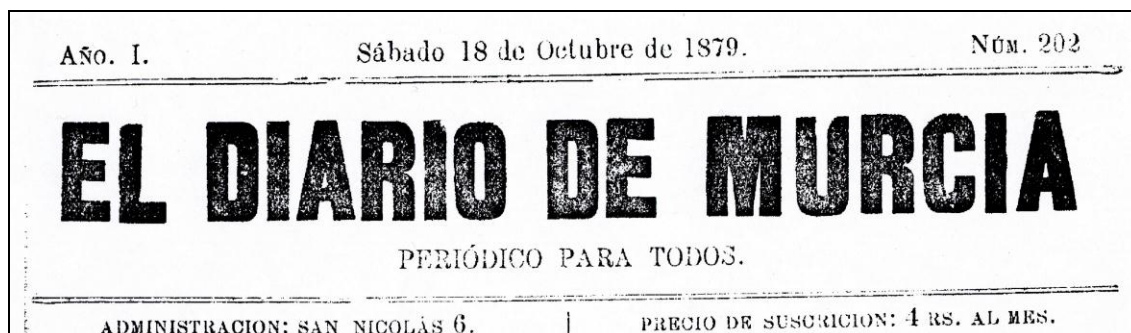 AÑO. I. Sábado 18 de Octubre de 1879. NÚM. 202
EL DIARIO DE MURCIA
PERIÓDICO PARA TODOS.
ADMINISTRACION: SAN NICOLÁS 6. PRECIO DE SUSCRICION: 4 RS. AL MES.